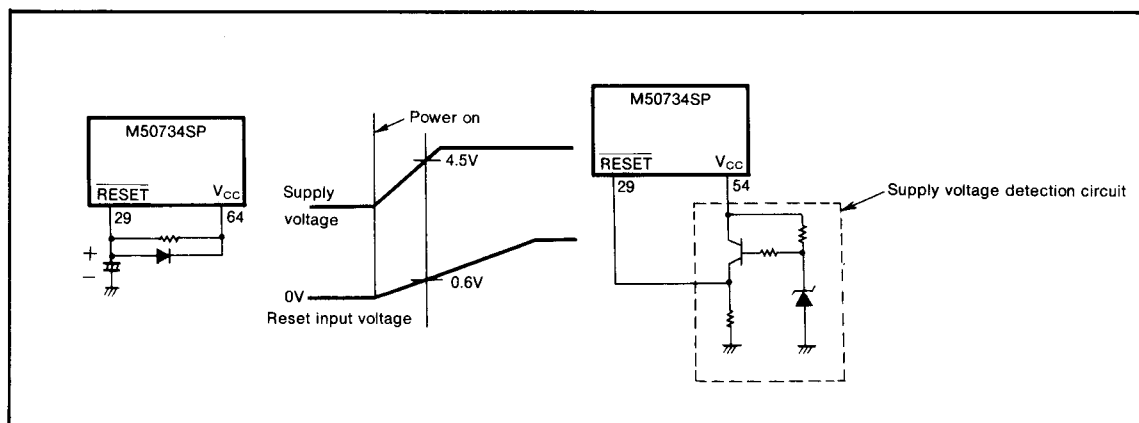 M50734SP
RESET
VCC
29
64
+
−
Power on
4.5V
Supply
voltage
0.6V
0V
Reset input voltage
M50734SP
RESET
VCC
29
54
Supply voltage detection circuit